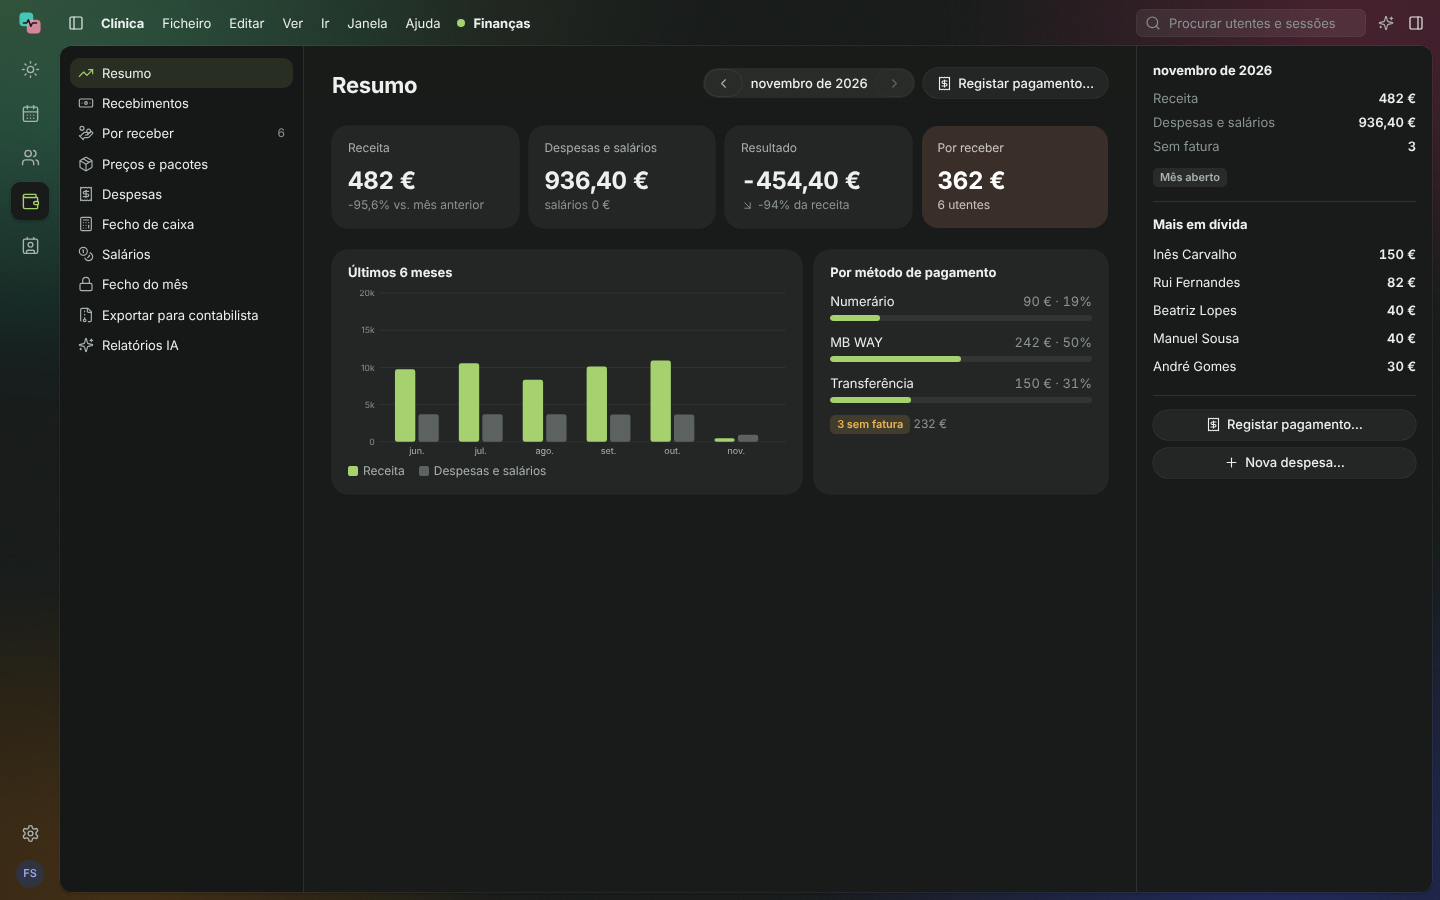 Clínica Ficheiro Editar Ver Ir Janela Ajuda Finanças
Procurar utentes e sessões
Resumo
Recebimentos
Por receber 6
Preços e pacotes
Despesas
Fecho de caixa
Salários
Fecho do mês
Exportar para contabilista
Relatórios IA
FS
Resumo
novembro de 2026
Registar pagamento...
Receita
482 €
-95,6% vs. mês anterior
Despesas e salários
936,40 €
salários 0 €
Resultado
-454,40 €
-94% da receita
Por receber
362 €
6 utentes
Últimos 6 meses
20k
15k
10k
5k
0
jun. jul. ago. set. out. nov.
Receita Despesas e salários
Por método de pagamento
Numerário 90 € · 19%
MB WAY 242 € · 50%
Transferência 150 € · 31%
3 sem fatura 232 €
novembro de 2026
Receita 482 €
Despesas e salários 936,40 €
Sem fatura 3
Mês aberto
Mais em dívida
Inês Carvalho 150 €
Rui Fernandes 82 €
Beatriz Lopes 40 €
Manuel Sousa 40 €
André Gomes 30 €
Registar pagamento...
Nova despesa...